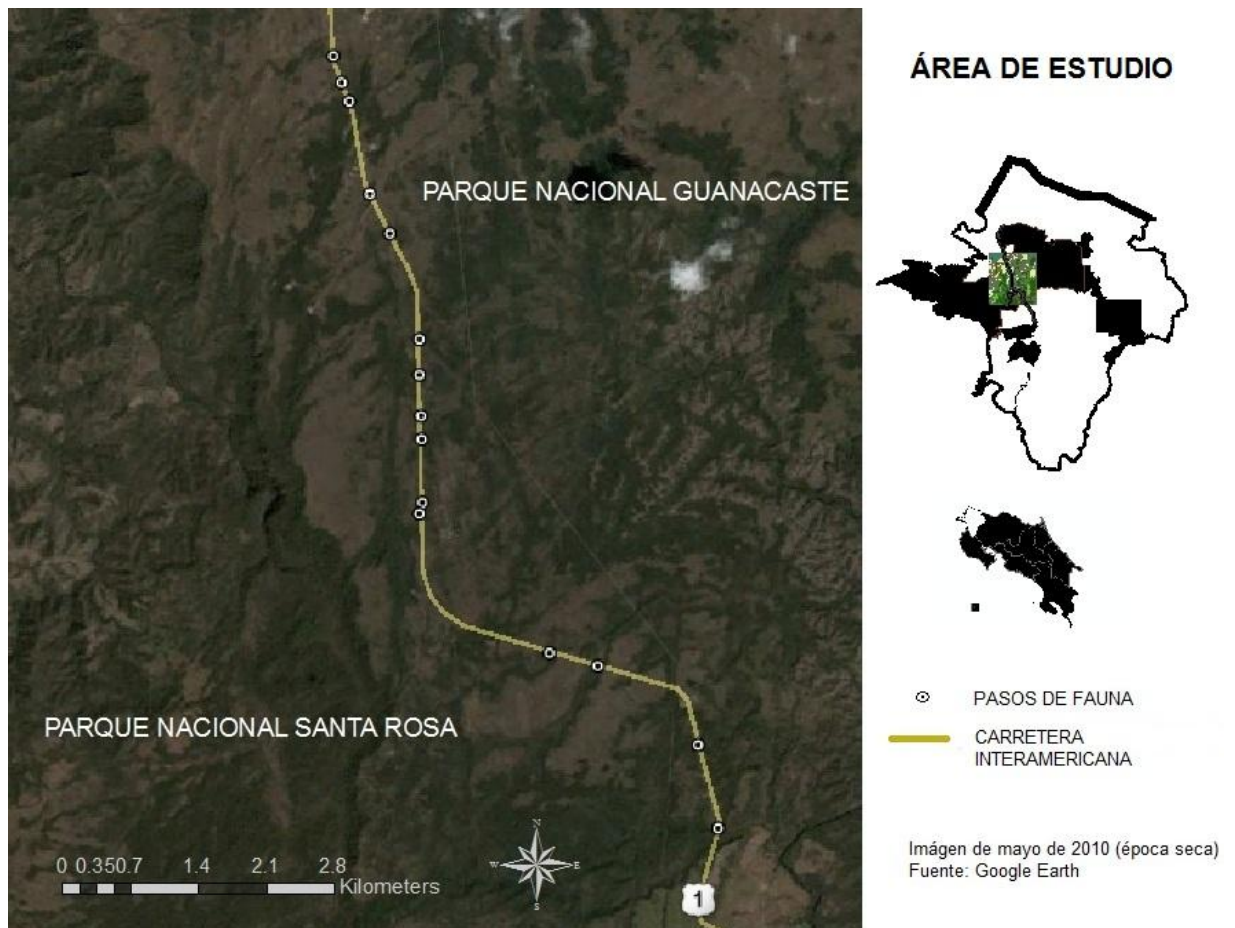 ÁREA DE ESTUDIO
PARQUE NACIONAL GUANACASTE
PARQUE NACIONAL SANTA ROSA
PASOS DE FAUNA
CARRETERA
INTERAMERICANA
N
W E
S
0 0.350.7 1.4 2.1 2.8
Kilometers
1
Imágen de mayo de 2010 (época seca)
Fuente: Google Earth